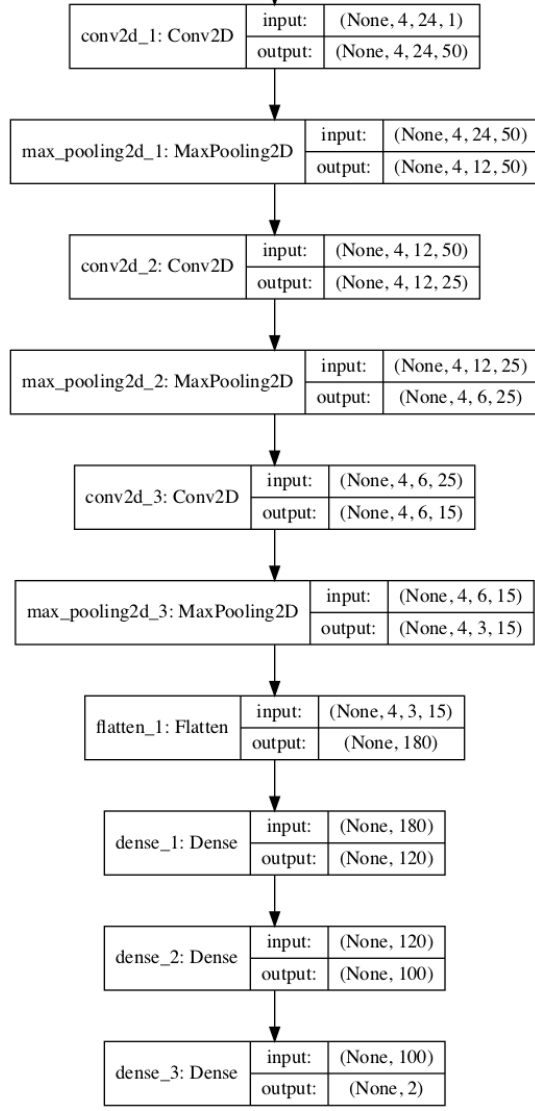 conv2d_1: Conv2D
input: (None, 4, 24, 1)
output: (None, 4, 24, 50)
max_pooling2d_1: MaxPooling2D
input: (None, 4, 24, 50)
output: (None, 4, 12, 50)
conv2d_2: Conv2D
input: (None, 4, 12, 50)
output: (None, 4, 12, 25)
max_pooling2d_2: MaxPooling2D
input: (None, 4, 12, 25)
output: (None, 4, 6, 25)
conv2d_3: Conv2D
input: (None, 4, 6, 25)
output: (None, 4, 6, 15)
max_pooling2d_3: MaxPooling2D
input: (None, 4, 6, 15)
output: (None, 4, 3, 15)
flatten_1: Flatten
input: (None, 4, 3, 15)
output: (None, 180)
dense_1: Dense
input: (None, 180)
output: (None, 120)
dense_2: Dense
input: (None, 120)
output: (None, 100)
dense_3: Dense
input: (None, 100)
output: (None, 2)